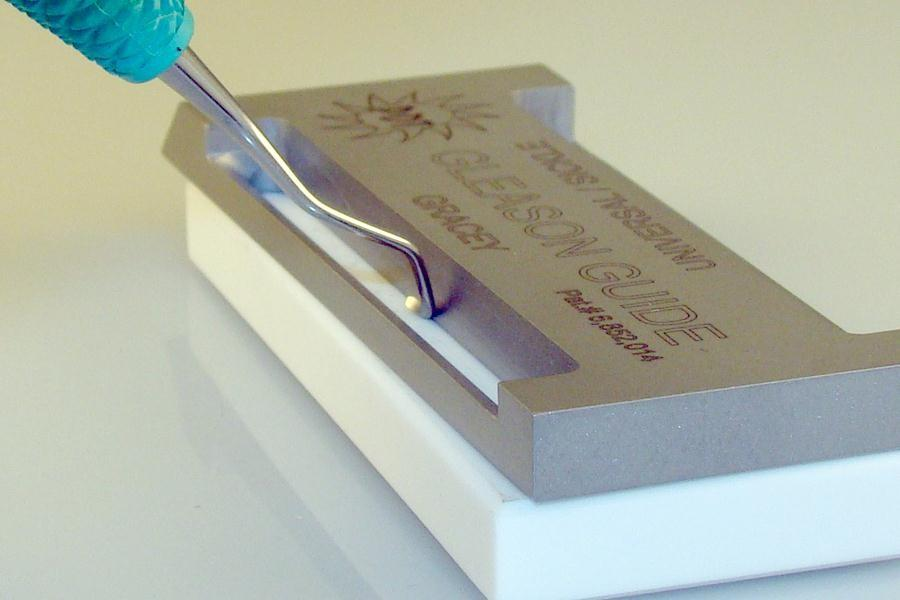 UNIVERSAL / SICKLE
GLEASON GUIDE
GRACEY
Pat.# 6,852,014